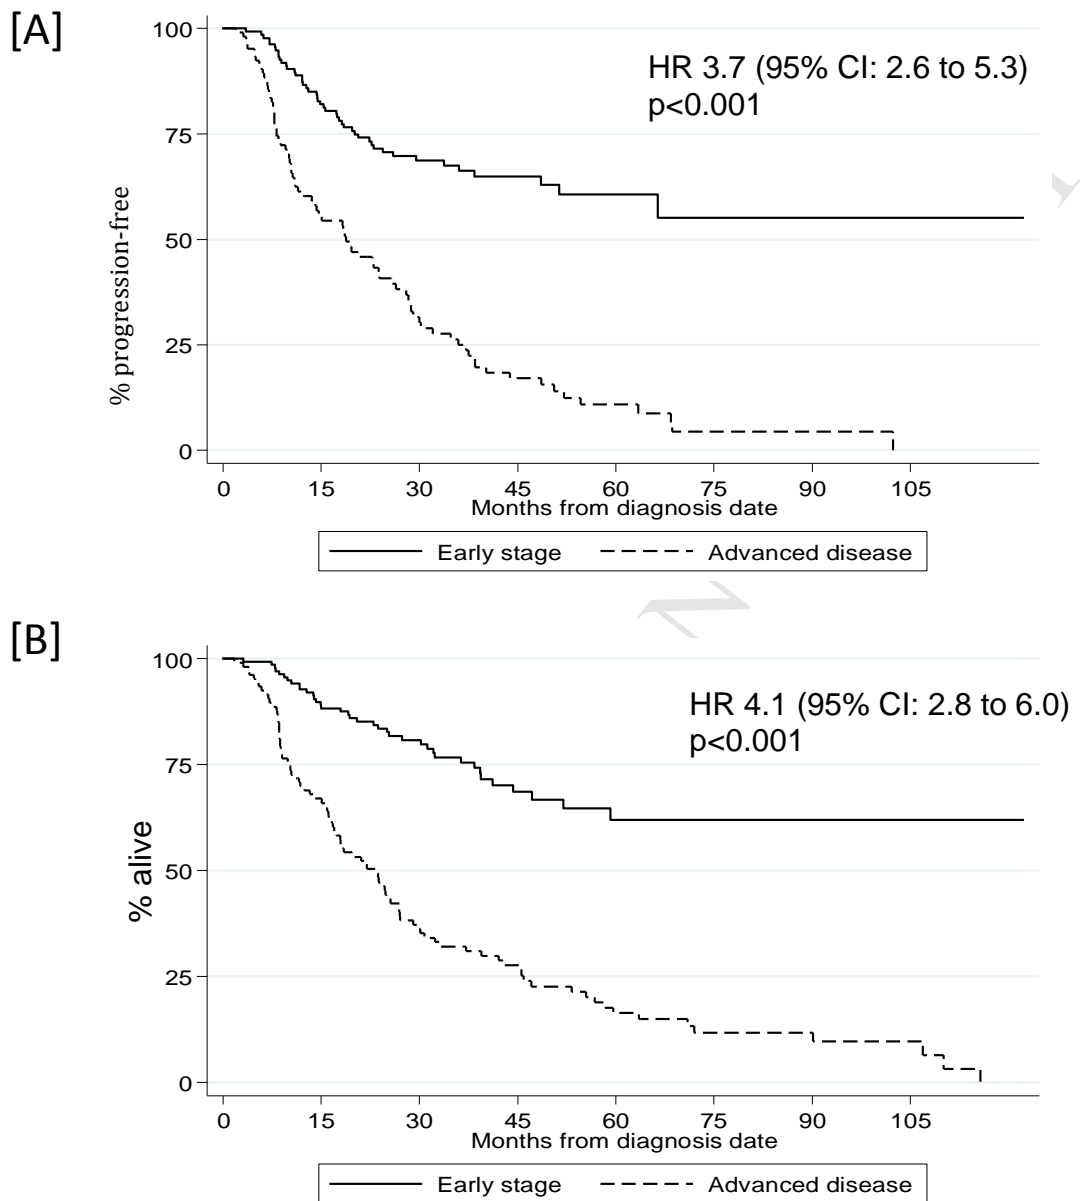 [A]
100
75
50
25
0
% progression-free
HR 3.7 (95% CI: 2.6 to 5.3)
p<0.001
0 15 30 45 60 75 90 105
Months from diagnosis date
Early stage Advanced disease
[B]
100
75
50
25
0
% alive
HR 4.1 (95% CI: 2.8 to 6.0)
p<0.001
0 15 30 45 60 75 90 105
Months from diagnosis date
Early stage Advanced disease